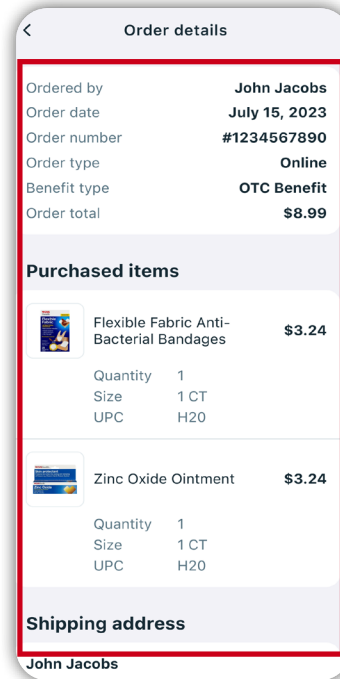 Order details
Ordered by John Jacobs
Order date July 15, 2023
Order number #1234567890
Order type Online
Benefit type OTC Benefit
Order total $8.99
Purchased items
Flexible Fabric Anti-
Bacterial Bandages $3.24
Quantity 1
Size 1 CT
UPC H20
Zinc Oxide Ointment $3.24
Quantity 1
Size 1 CT
UPC H20
Shipping address
John Jacobs